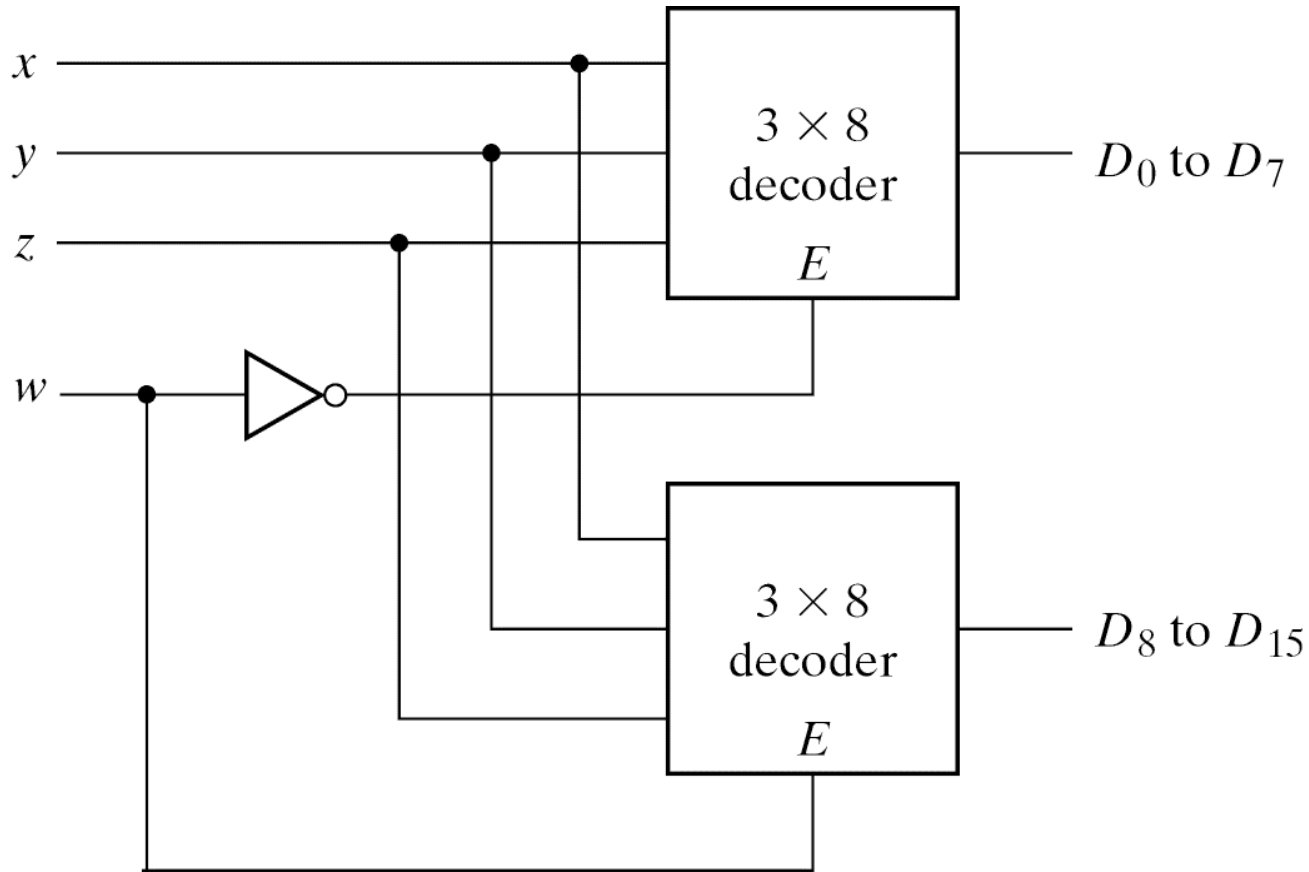 x
y
z
w
3 × 8
decoder
E
D₀ to D₇
3 × 8
decoder
E
D₈ to D₁₅